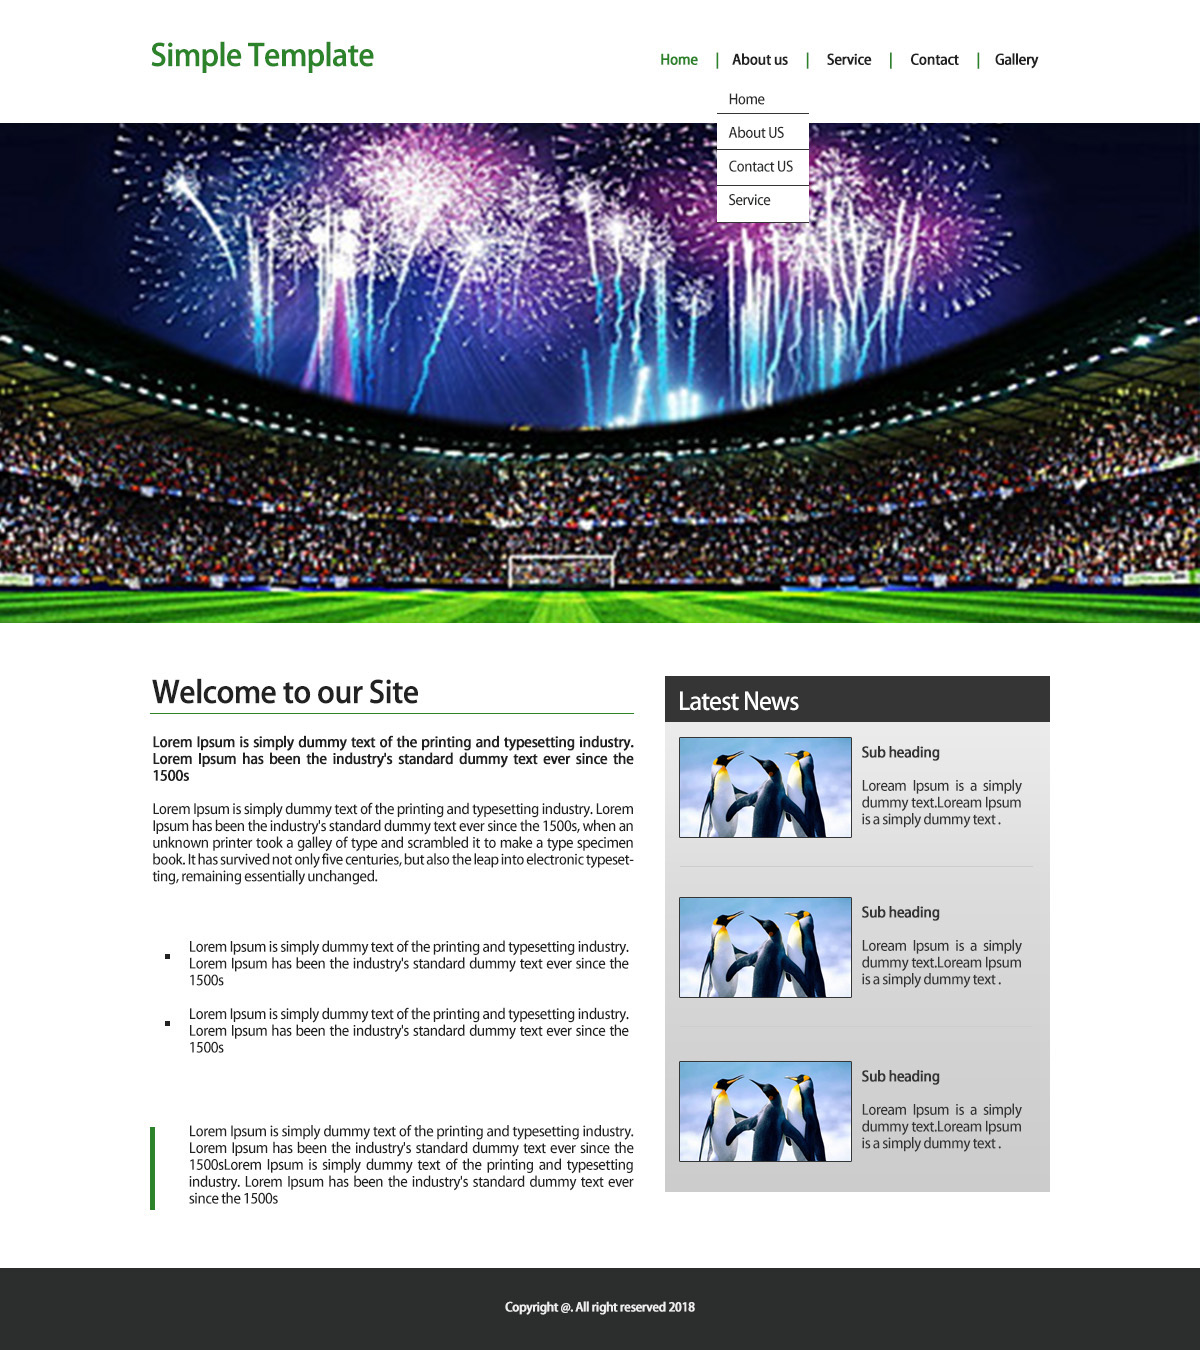 Simple Template
Home | About us | Service | Contact | Gallery
Home
About US
Contact US
Service
Welcome to our Site
Lorem Ipsum is simply dummy text of the printing and typesetting industry.
Lorem Ipsum has been the industry's standard dummy text ever since the
1500s
Lorem Ipsum is simply dummy text of the printing and typesetting industry. Lorem
Ipsum has been the industry's standard dummy text ever since the 1500s, when an
unknown printer took a galley of type and scrambled it to make a type specimen
book. It has survived not only five centuries, but also the leap into electronic typeset-
ting, remaining essentially unchanged.
Lorem Ipsum is simply dummy text of the printing and typesetting industry.
Lorem Ipsum has been the industry's standard dummy text ever since the
1500s
Lorem Ipsum is simply dummy text of the printing and typesetting industry.
Lorem Ipsum has been the industry's standard dummy text ever since the
1500s
Lorem Ipsum is simply dummy text of the printing and typesetting industry.
Lorem Ipsum has been the industry's standard dummy text ever since the
1500sLorem Ipsum is simply dummy text of the printing and typesetting
industry. Lorem Ipsum has been the industry's standard dummy text ever
since the 1500s
Latest News
Sub heading
Loream Ipsum is a simply
dummy text.Loream Ipsum
is a simply dummy text .
Sub heading
Loream Ipsum is a simply
dummy text.Loream Ipsum
is a simply dummy text .
Sub heading
Loream Ipsum is a simply
dummy text.Loream Ipsum
is a simply dummy text .
Copyright @. All right reserved 2018